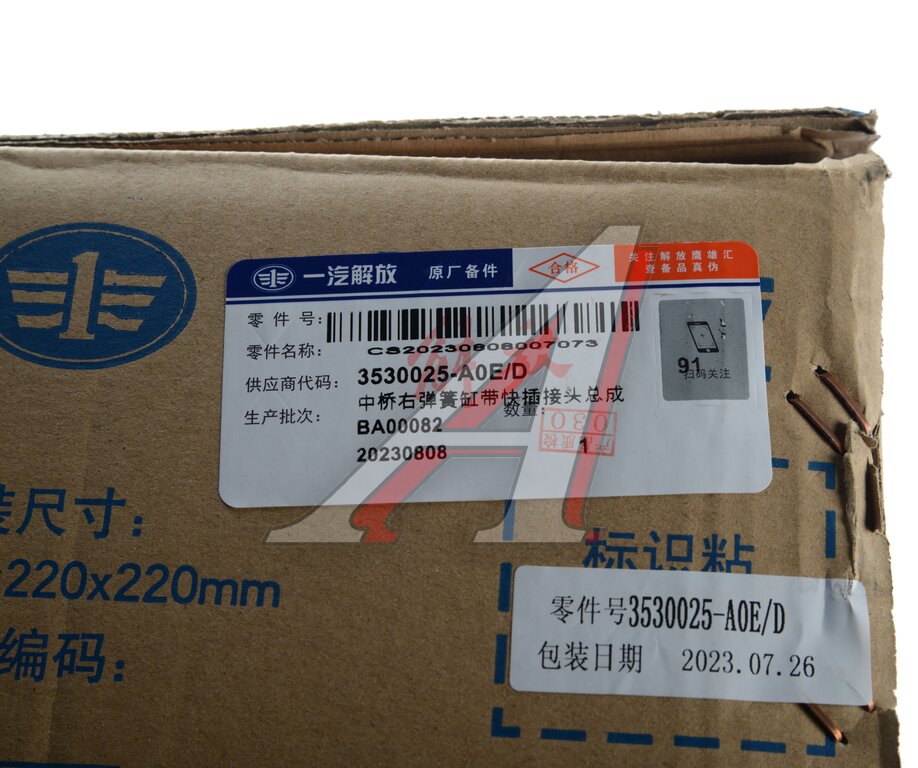 一汽解放 原厂备件 合格 关注解放鹰雄汇
查备品真伪
零件号:
CS20230808007073
零件名称:
供应商代码: 3530025-A0E/D
中桥右弹簧缸带快插接头总成
生产批次: 数量:
BA00082
20230808 1
91
扫码关注
030
质检
装尺寸:
220x220mm
编码:
标识粘
零件号3530025-A0E/D
包装日期 2023.07.26